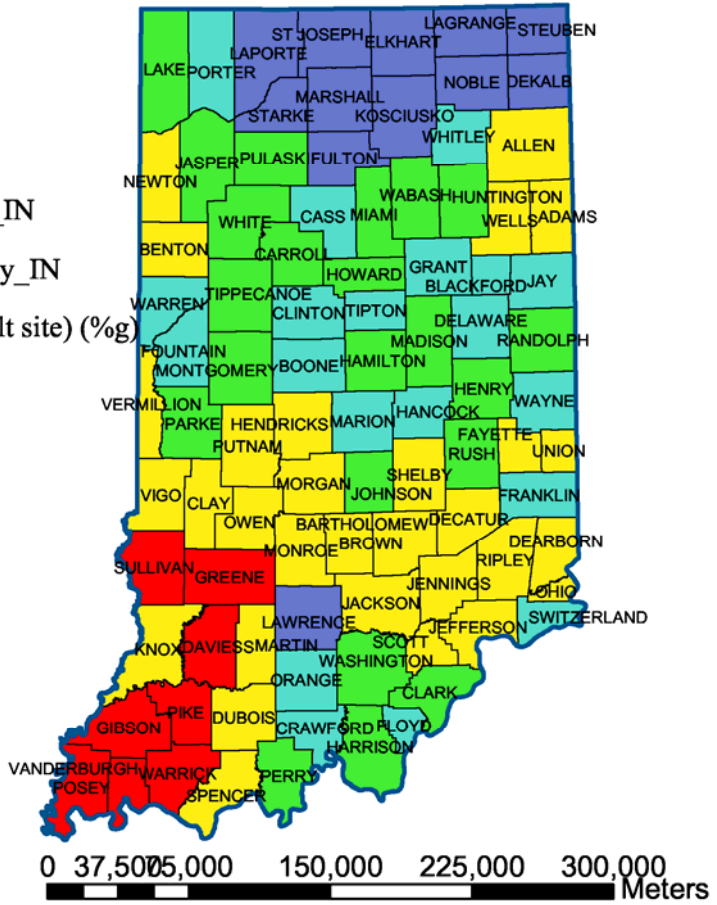 LAGRANGE STEUBEN
ST JOSEPH ELKHART
LAPORTE
LAKE PORTER
NOBLE DEKALB
MARSHALL
STARKE KOSCIUSKO
WHITLEY ALLEN
JASPER PULASKI FULTON
NEWTON
WABASH HUNTINGTON
_IN
WHITE CASS MIAMI WELLS ADAMS
BENTON CARROLL
y_IN
HOWARD GRANT
BLACKFORD JAY
WARREN TIPPECANOE
CLINTON TIPTON
lt site) (%g)
DELAWARE
MADISON RANDOLPH
FOUNTAIN
MONTGOMERY BOONE HAMILTON
HENRY
VERMILLION HANCOCK WAYNE
PARKE HENDRICKS MARION
PUTNAM FAYETTE
RUSH UNION
SHELBY
MORGAN
VIGO CLAY JOHNSON FRANKLIN
OWEN BARTHOLOMEW DECATUR
MONROE BROWN DEARBORN
RIPLEY
SULLIVAN GREENE JENNINGS
OHIO
JACKSON
LAWRENCE JEFFERSON SWITZERLAND
KNOX DAVIESS MARTIN SCOTT
WASHINGTON
ORANGE
CLARK
PIKE DUBOIS
GIBSON CRAWFORD FLOYD
HARRISON
VANDERBURGH WARRICK PERRY
POSEY
SPENCER
0 37,500 75,000 150,000 225,000 300,000
Meters